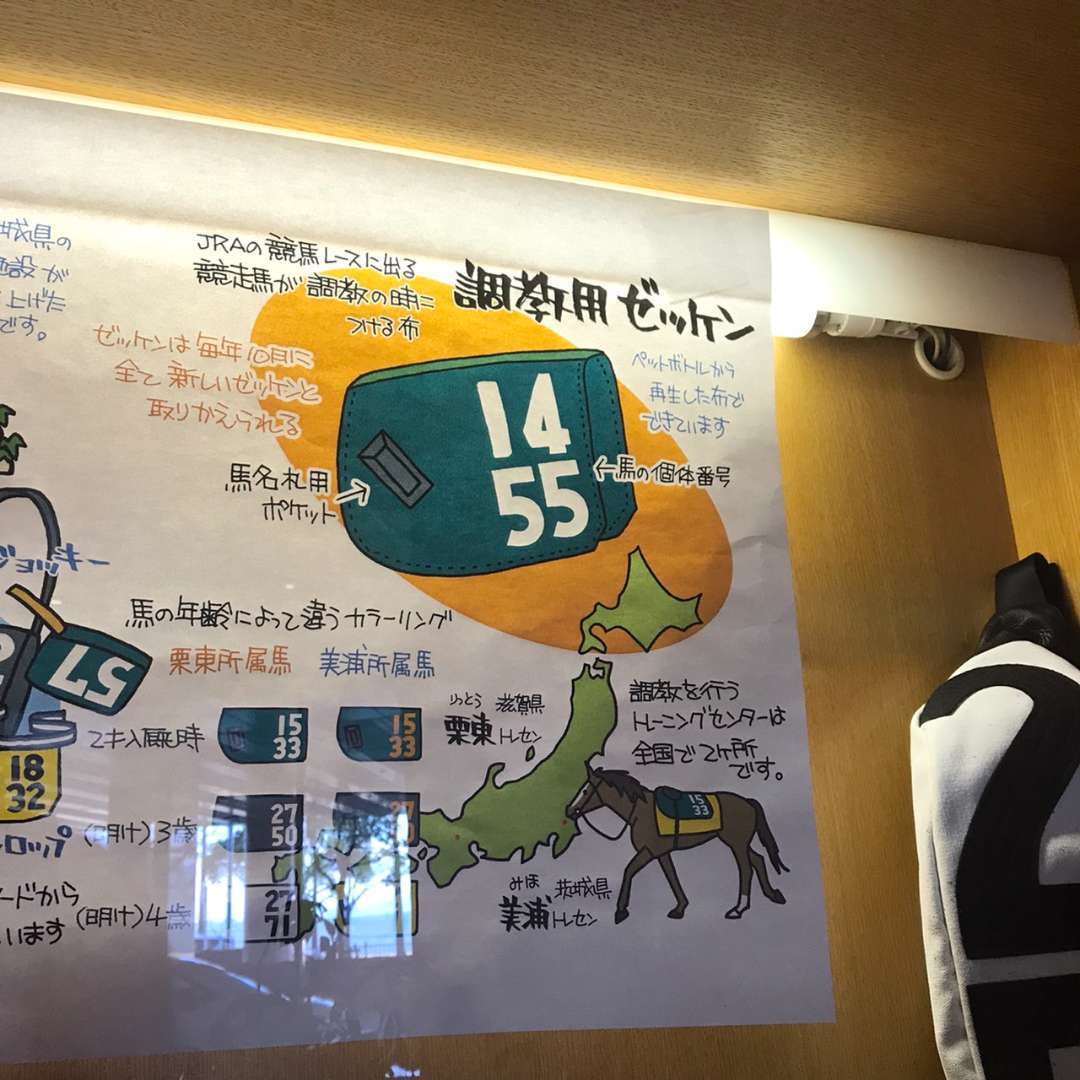 調教用ゼッケン
JRAの競馬レースに出る
競走馬が調教の時に
つける布
城県の
設が
上げた
です。
ゼッケンは毎年10月に
全て新しいゼッケンと
取りかえられる
ペットボトルから
再生した布で
できています
14
55
←馬の個体番号
馬名札用
ポケット→
ジョッキー
57
18
32
ロップ
ードから
います
馬の年齢によって違うカラーリング
栗東所属馬 美浦所属馬
2才入厩時
15
33
15
33
(明け)3歳
27
50
27
(明け)4歳
27
71
りっとう 滋賀県
栗東トレセン
調教を行う
トレーニングセンターは
全国で2ヶ所
です。
15
33
みほ 茨城県
美浦トレセン
2